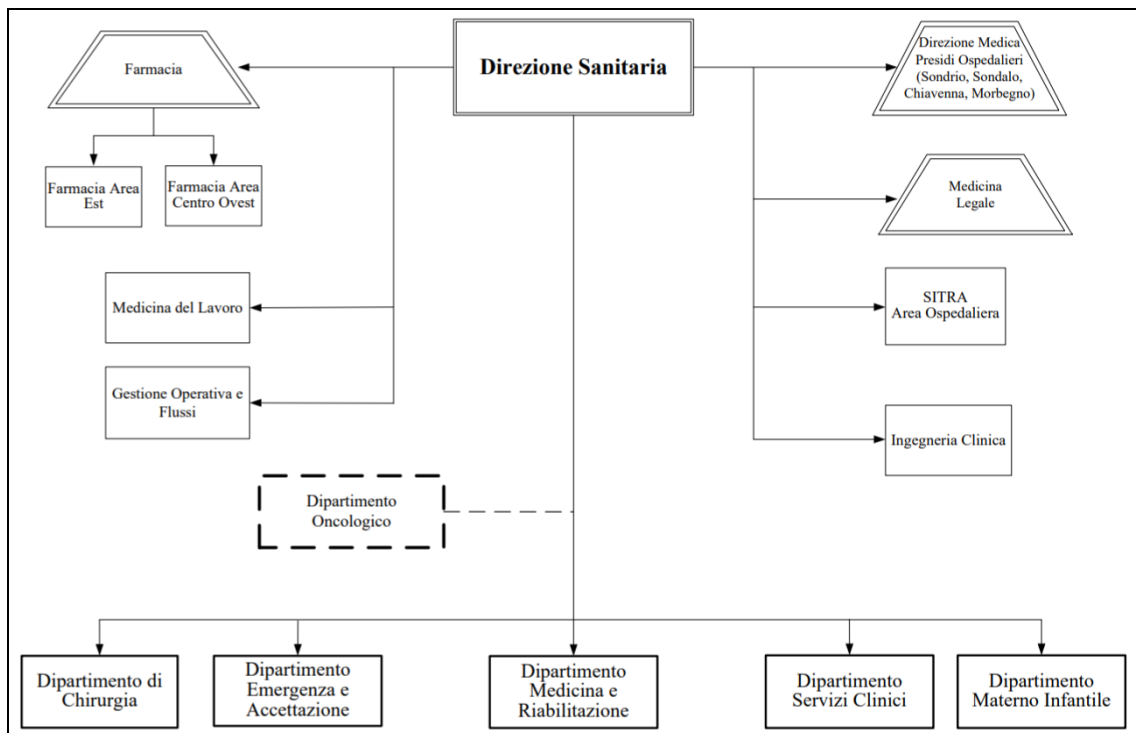 Direzione Sanitaria
Farmacia
Direzione Medica
Presidi Ospedalieri
(Sondrio, Sondalo,
Chiavenna, Morbegno)
Farmacia Area
Est
Farmacia Area
Centro Ovest
Medicina
Legale
Medicina del Lavoro
SITRA
Area Ospedaliera
Gestione Operativa e
Flussi
Ingegneria Clinica
Dipartimento
Oncologico
Dipartimento di
Chirurgia
Dipartimento
Emergenza e
Accettazione
Dipartimento
Medicina e
Riabilitazione
Dipartimento
Servizi Clinici
Dipartimento
Materno Infantile